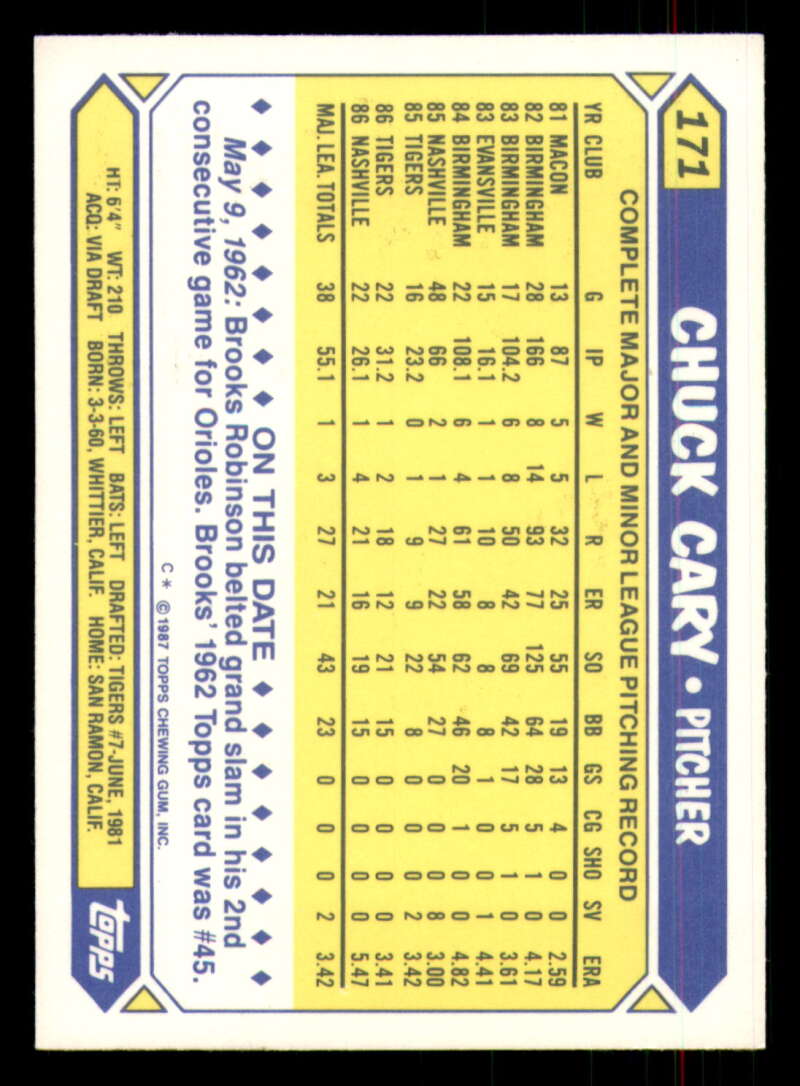 171 CHUCK CARY • PITCHER
COMPLETE MAJOR AND MINOR LEAGUE PITCHING RECORD
YR CLUB G IP W L R ER SO BB GS CG SHO SV ERA
81 MACON 13 87 5 5 32 25 55 19 13 4 0 0 2.59
82 BIRMINGHAM 28 166 8 14 93 77 125 64 28 5 1 0 4.17
83 BIRMINGHAM 17 104.2 6 8 50 42 69 42 17 5 1 0 3.61
83 EVANSVILLE 15 16.1 1 1 10 8 8 8 1 0 0 1 4.41
84 BIRMINGHAM 22 108.1 6 4 61 58 62 46 20 1 0 0 4.82
85 NASHVILLE 48 66 2 1 27 22 54 27 0 0 0 8 3.00
85 TIGERS 16 23.2 0 1 9 9 22 8 0 0 0 2 3.42
86 TIGERS 22 31.2 1 2 18 12 21 15 0 0 0 0 3.41
86 NASHVILLE 22 26.1 1 4 21 16 19 15 0 0 0 0 5.47
MAJ. LEA. TOTALS 38 55.1 1 3 27 21 43 23 0 0 0 2 3.42
ON THIS DATE
May 9, 1962: Brooks Robinson belted grand slam in his 2nd
consecutive game for Orioles. Brooks' 1962 Topps card was #45.
C* ©1987 TOPPS CHEWING GUM, INC.
HT: 6'4" WT: 210 THROWS: LEFT BATS: LEFT DRAFTED: TIGERS #7-JUNE, 1981
ACQ: VIA DRAFT BORN: 3-3-60, WHITTIER, CALIF. HOME: SAN RAMON, CALIF.
topps